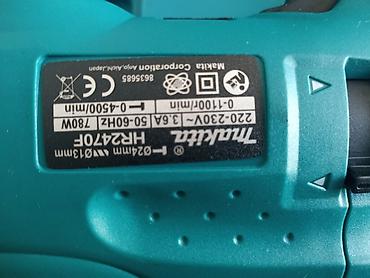 Makita®
HR2470F
Ø24mm Ø13mm
220-230V~ 3.6A 50-60Hz 780W
0-1100r/min 0-4500/min
8635685
Makita Corporation Anjo, Aichi, Japan